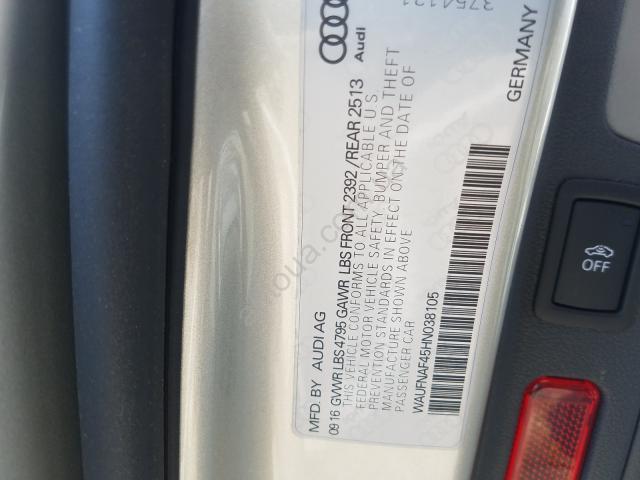 3754121
Audi
GERMANY
MFD. BY AUDI AG
0916 GVWR LBS 4795 GAWR LBS FRONT 2392 / REAR 2513
THIS VEHICLE CONFORMS TO ALL APPLICABLE U S
FEDERAL MOTOR VEHICLE SAFETY, BUMPER AND THEFT
PREVENTION STANDARDS IN EFFECT ON THE DATE OF
MANUFACTURE SHOWN ABOVE
PASSENGER CAR
WAUFNAF45HN038105
OFF